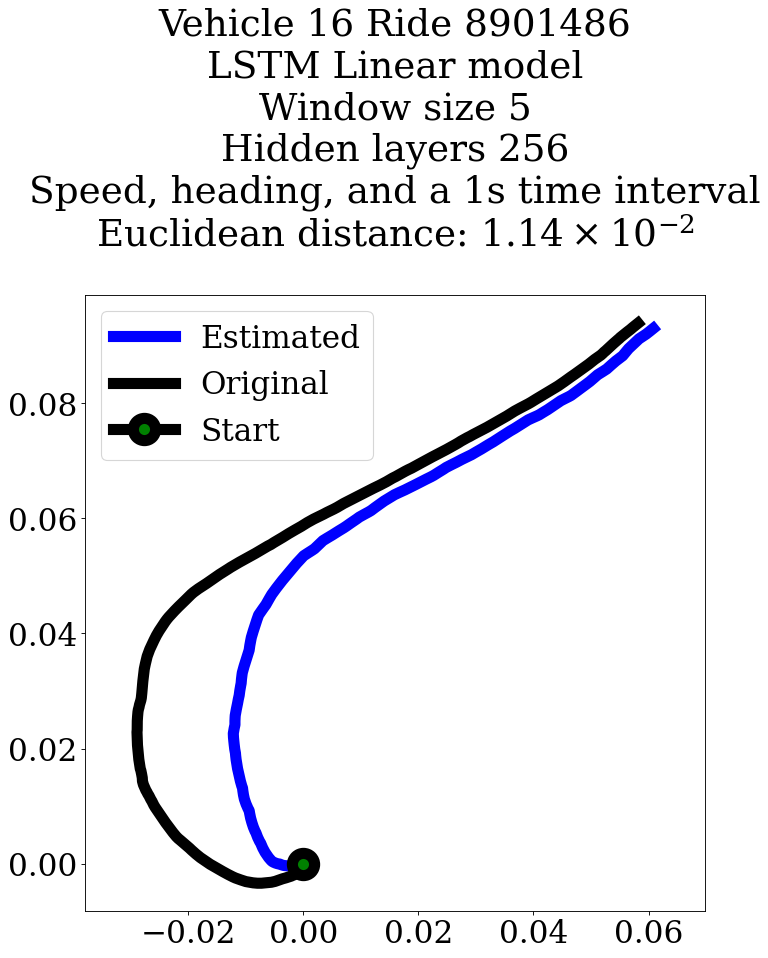 Vehicle 16 Ride 8901486
LSTM Linear model
Window size 5
Hidden layers 256
Speed, heading, and a 1s time interval
Euclidean distance: 1.14 × 10⁻²
Estimated
Original
Start
0.08
0.06
0.04
0.02
0.00
−0.02 0.00 0.02 0.04 0.06